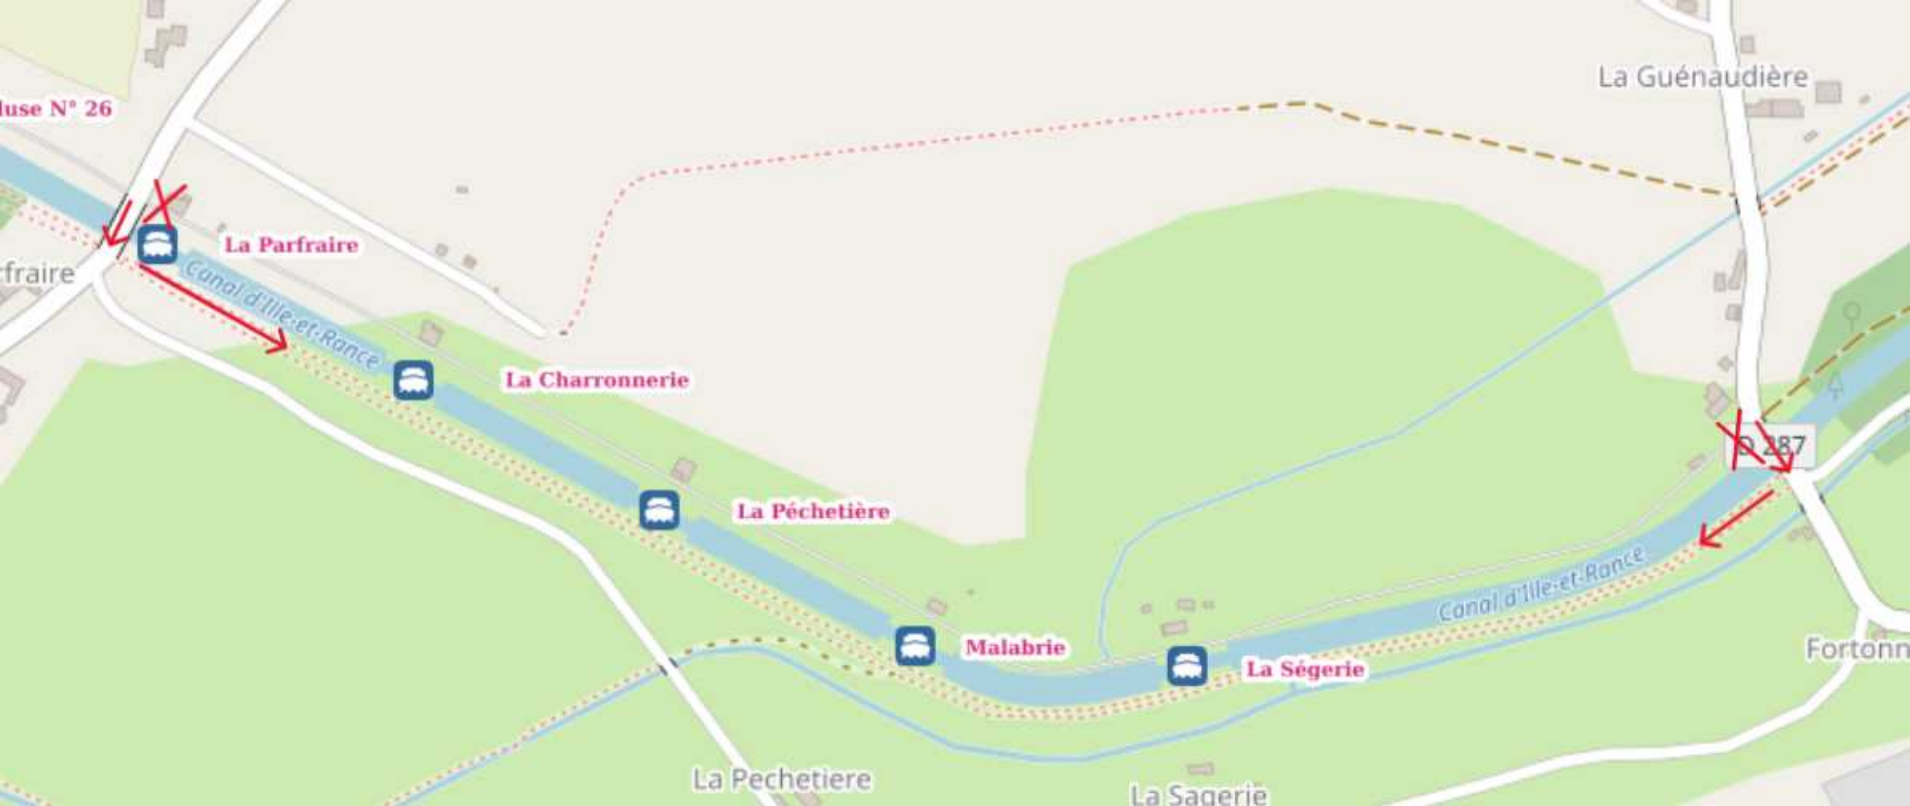 La Guénaudière
luse N° 26
La Parfraire
fraire
Canal d'Ille-et-Rance
La Charronnerie
D 287
La Péchetière
Canal d'Ille-et-Rance
Malabrie
La Ségerie
Fortonn
La Pechetiere
La Sagerie